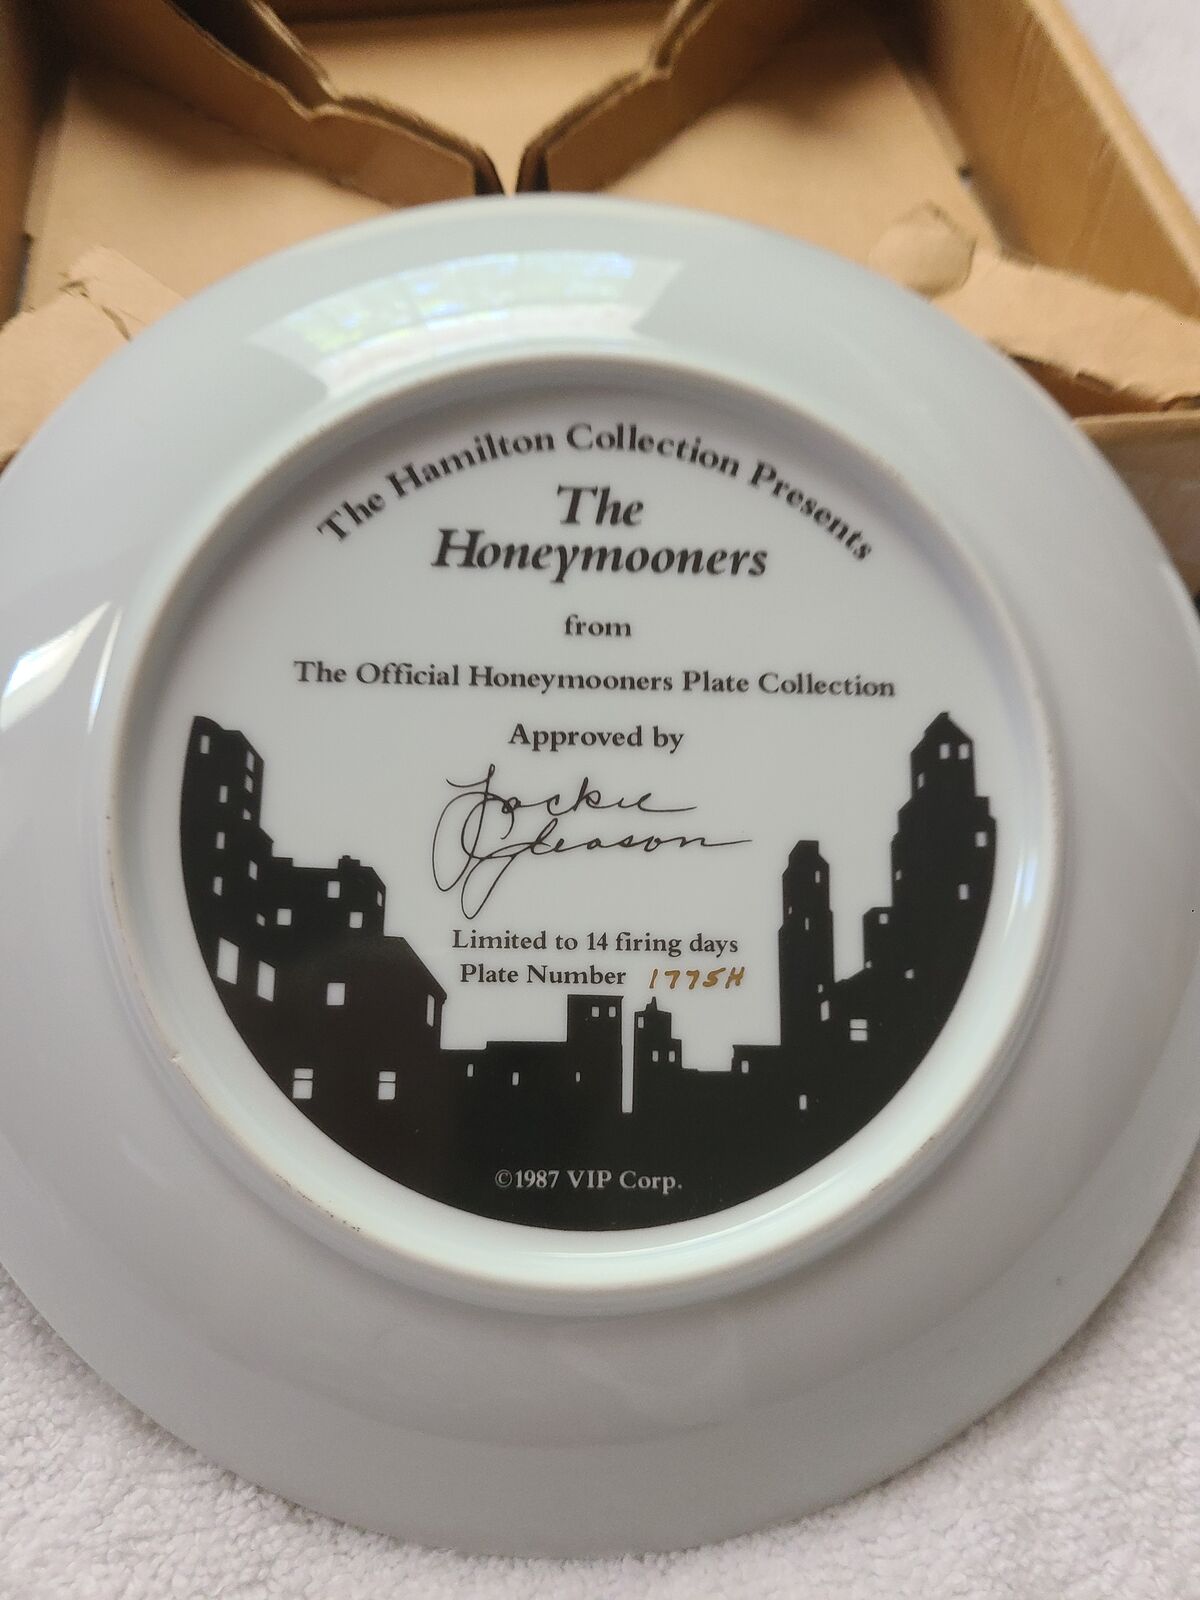 The Hamilton Collection Presents
The
Honeymooners
from
The Official Honeymooners Plate Collection
Approved by
Jackie
Gleason
Limited to 14 firing days
Plate Number 1775H
©1987 VIP Corp.